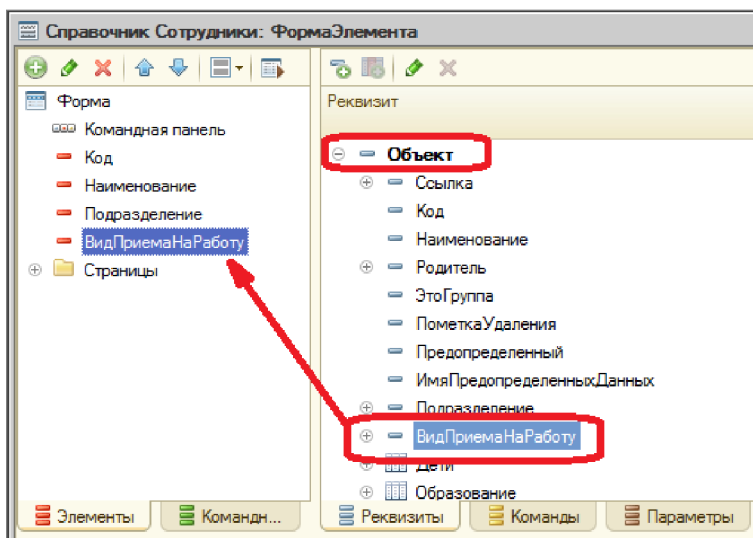 Справочник Сотрудники: ФормаЭлемента
Форма
Командная панель
Код
Наименование
Подразделение
ВидПриемаНаРаботу
Страницы
Элементы
Командн...
Реквизит
Объект
Ссылка
Код
Наименование
Родитель
ЭтоГруппа
ПометкаУдаления
Предопределенный
ИмяПредопределенныхДанных
Подразделение
ВидПриемаНаРаботу
Дети
Образование
Реквизиты
Команды
Параметры